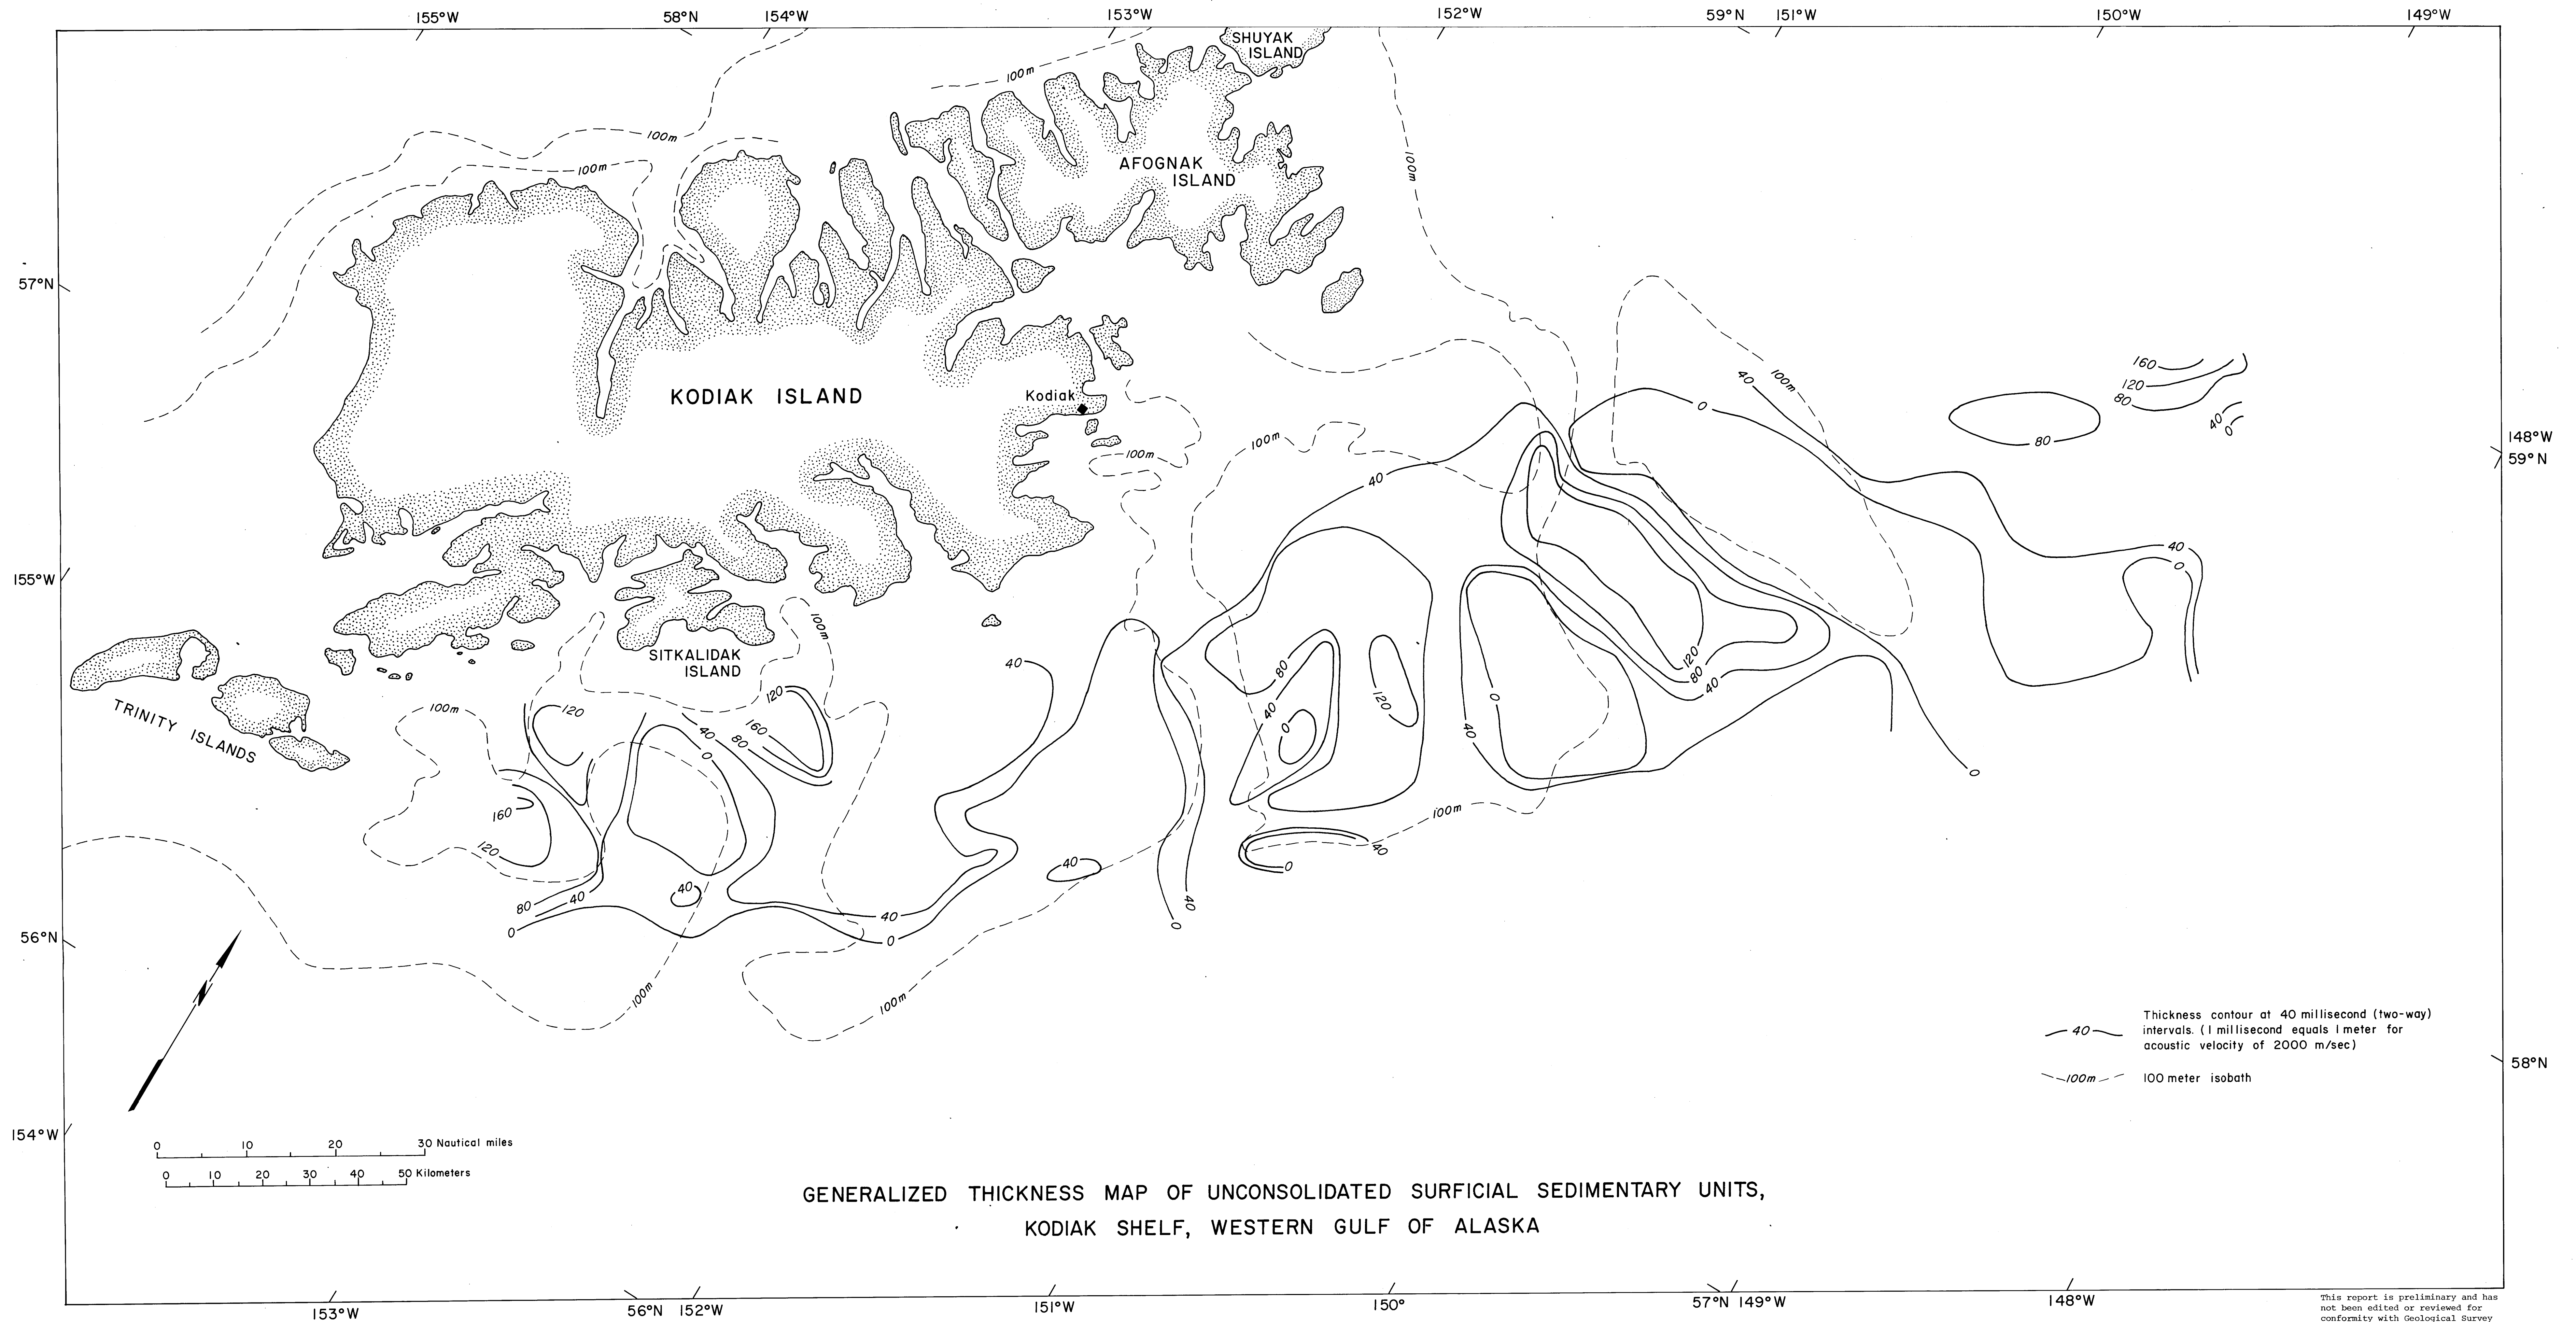 155°W 58°N 154°W 153°W 152°W 59°N 151°W 150°W 149°W
SHUYAK
ISLAND
100m
100m
100m
100m
AFOGNAK
ISLAND
57°N
100m
160
120
80
40
0
40
0
80
KODIAK ISLAND
Kodiak
148°W
59°N
100m
100m
40
40
0
155°W
100m
SITKALIDAK
ISLAND
40
80
120
120
80
40
40
0
0
40
TRINITY ISLANDS
100m
120
120
160
80
40
0
0
160
120
40
40
100m
40
0
80
40
0
40
40
0
40
0
56°N
100m
100m
40
Thickness contour at 40 millisecond (two-way)
intervals. (1 millisecond equals 1 meter for
acoustic velocity of 2000 m/sec)
100m
100 meter isobath
58°N
154°W
0 10 20 30 Nautical miles
0 10 20 30 40 50 Kilometers
GENERALIZED THICKNESS MAP OF UNCONSOLIDATED SURFICIAL SEDIMENTARY UNITS,
KODIAK SHELF, WESTERN GULF OF ALASKA
153°W 56°N 152°W 151°W 150° 57°N 149°W 148°W
This report is preliminary and has
not been edited or reviewed for
conformity with Geological Survey